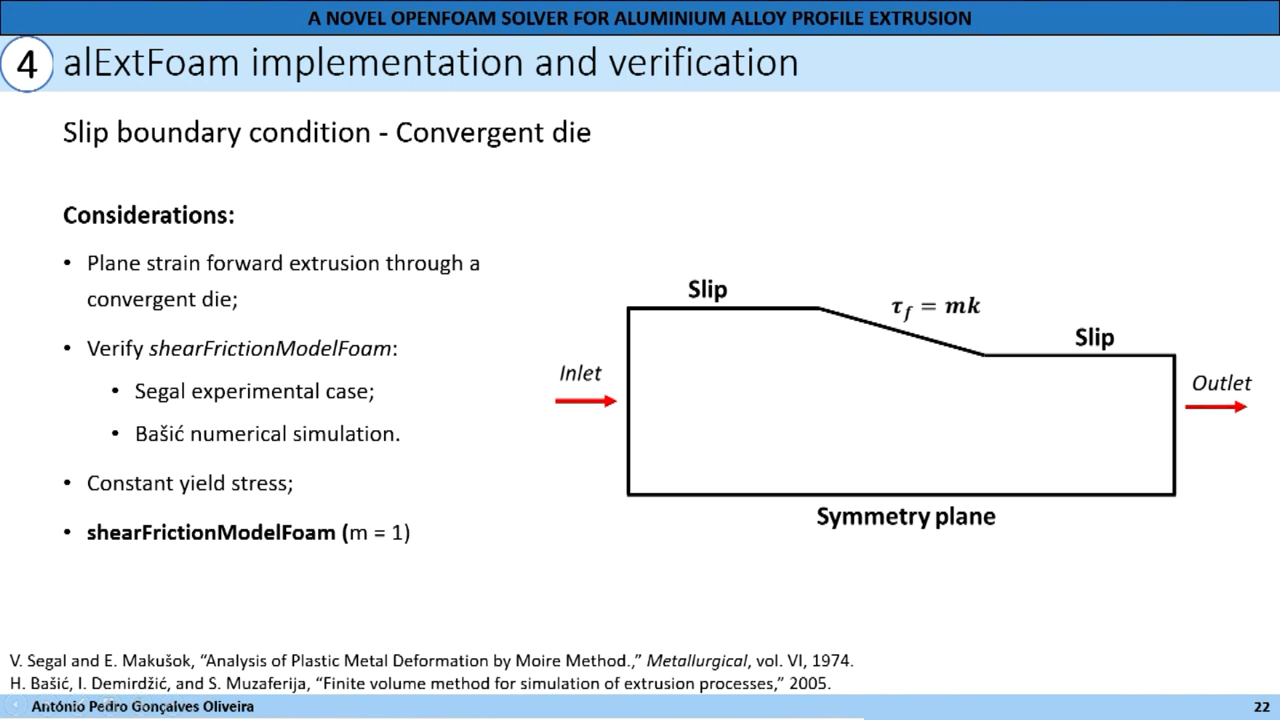 A NOVEL OPENFOAM SOLVER FOR ALUMINIUM ALLOY PROFILE EXTRUSION
4 alExtFoam implementation and verification
Slip boundary condition - Convergent die
Considerations:
• Plane strain forward extrusion through a
convergent die;
• Verify shearFrictionModelFoam:
• Segal experimental case;
• Bašić numerical simulation.
• Constant yield stress;
• shearFrictionModelFoam (m = 1)
Slip
τf = mk
Slip
Inlet
Outlet
Symmetry plane
V. Segal and E. Makušok, “Analysis of Plastic Metal Deformation by Moire Method.,” Metallurgical, vol. VI, 1974.
H. Bašić, I. Demirdžić, and S. Muzaferija, “Finite volume method for simulation of extrusion processes,” 2005.
António Pedro Gonçalves Oliveira 22